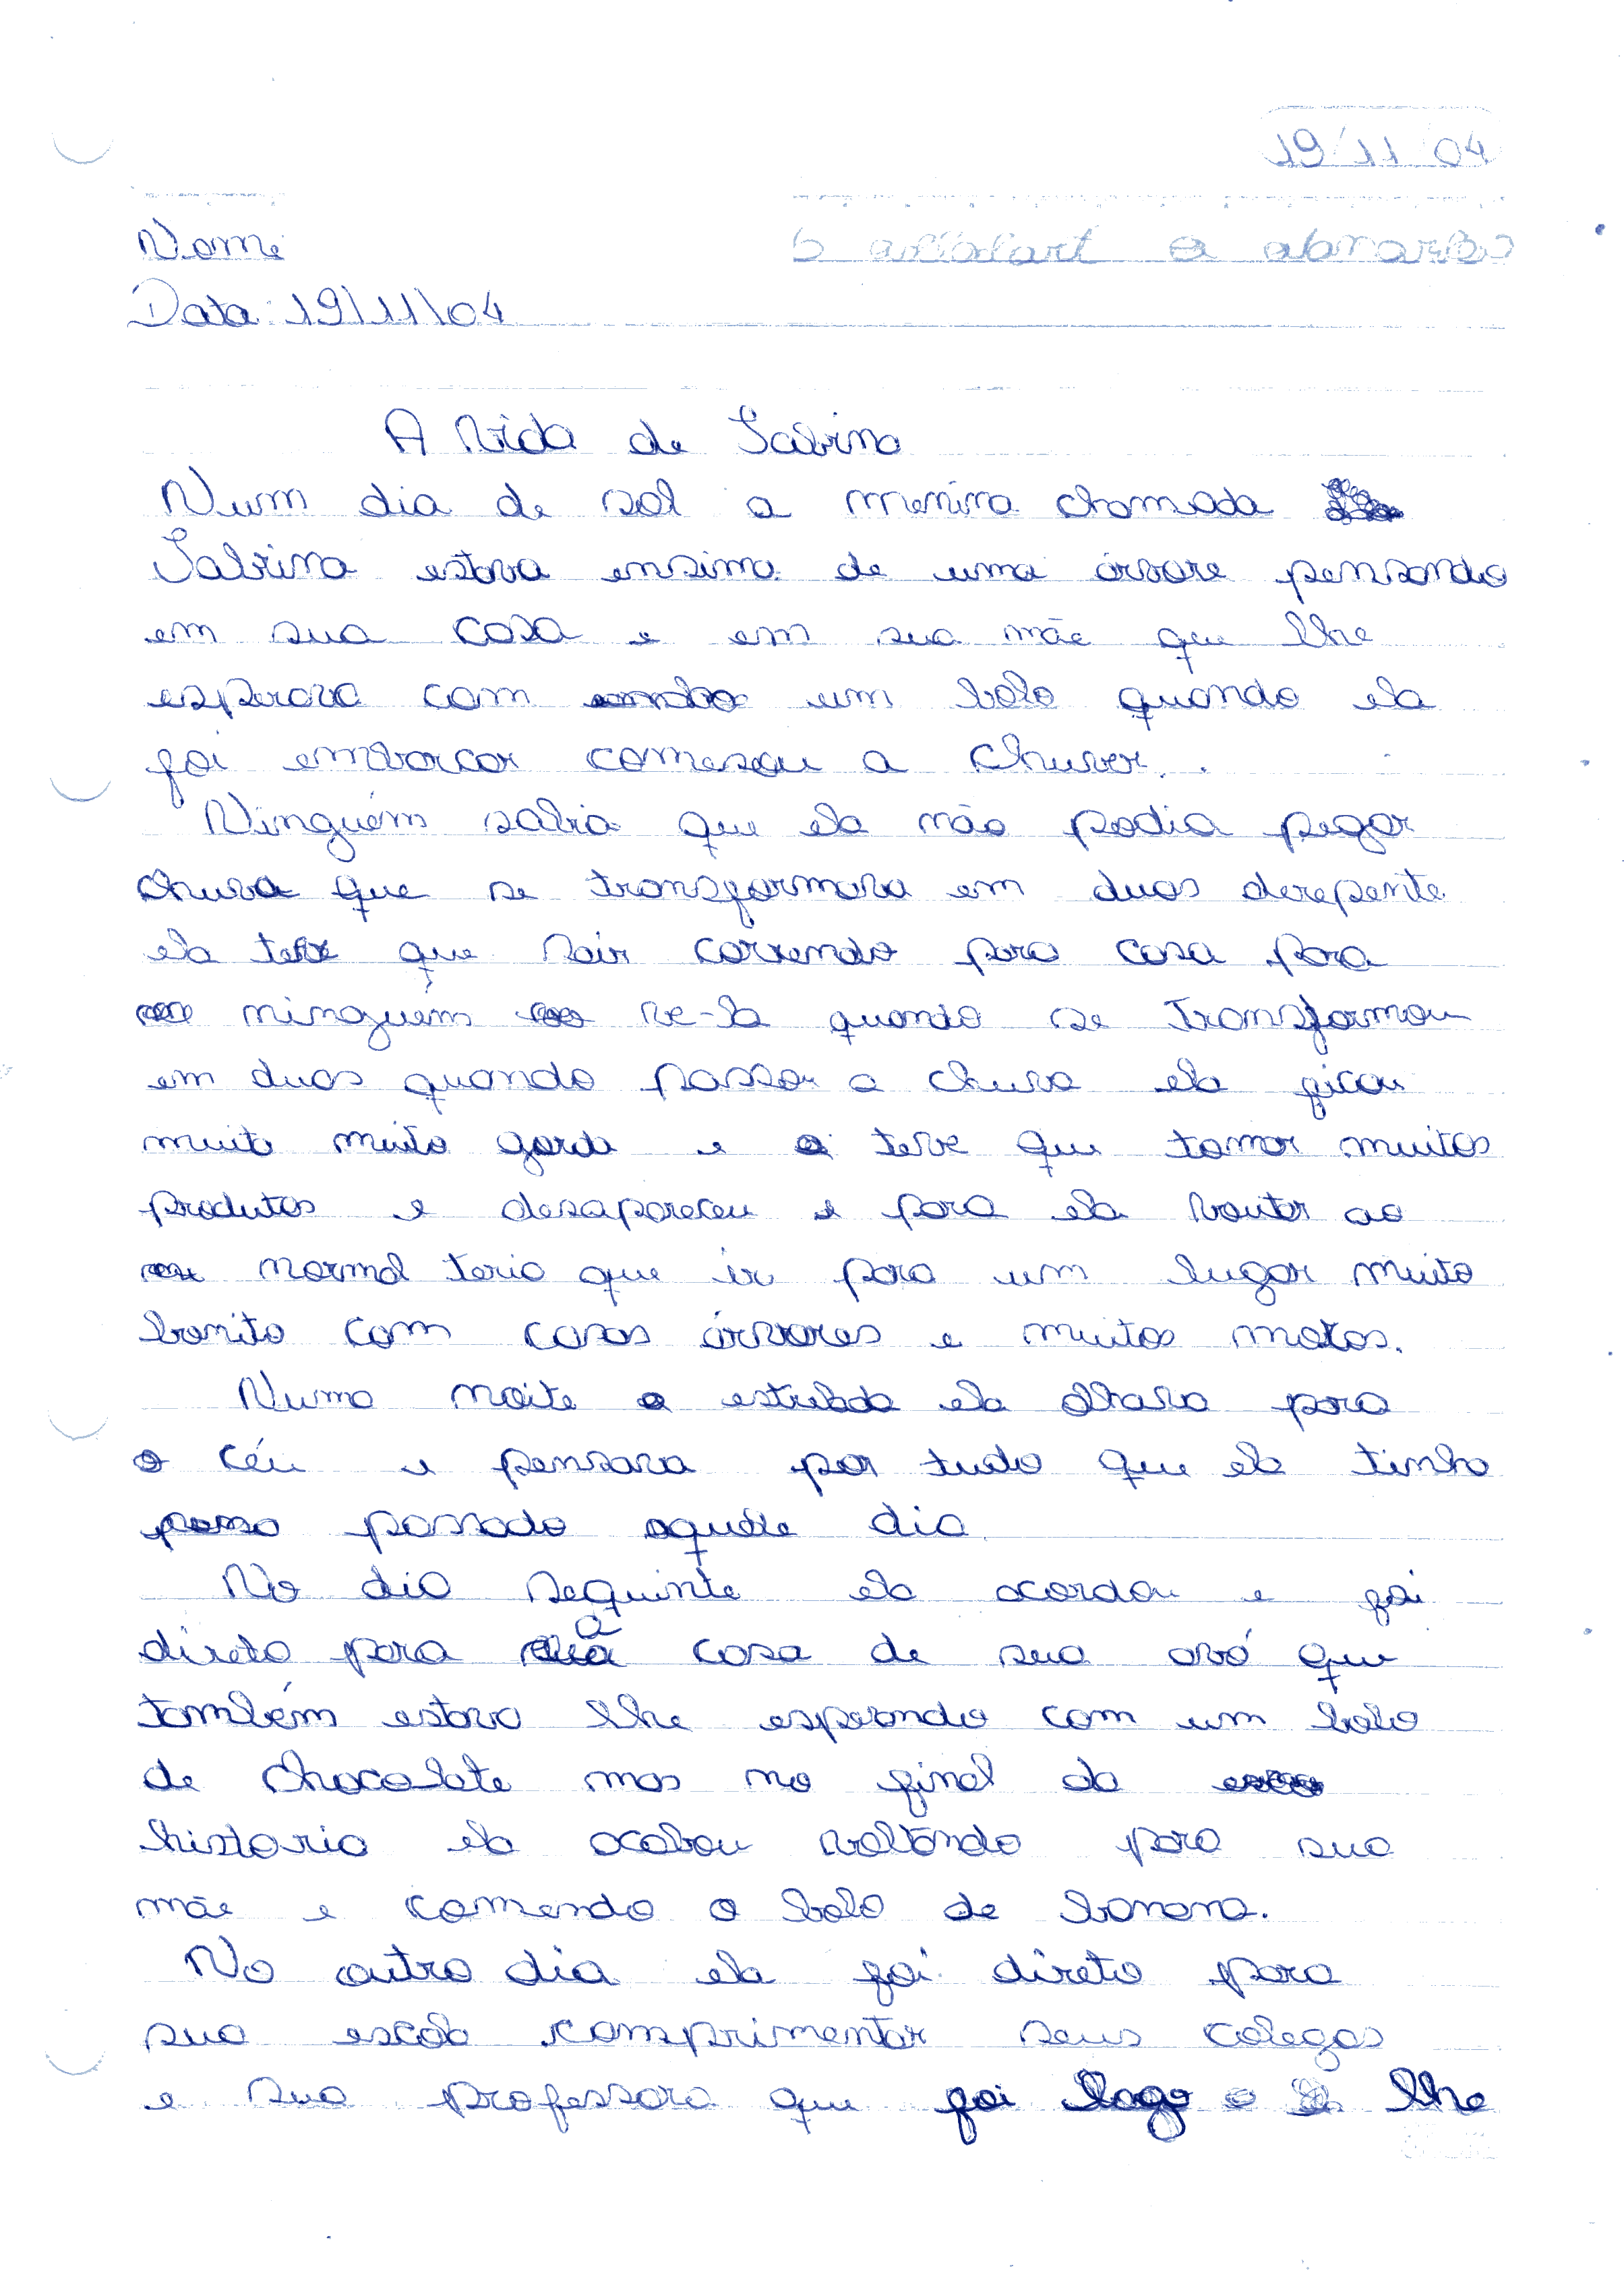 19/11/04
Nome
Data: 19/11/04
A Vida de Sabrina
Num dia de sol a menina chamada
Sabrina estava ensima de uma árvore pensando
em sua casa e em sua mãe que lhe
esperava com um bolo quando ela
foi embarcar comesou a chuver.
Ninguém sabia que ela não podia pegar
chuva que se transformava em duas derepente
ela teve que sair correndo para casa para
ninguém ve-la quando se transformou
em duas quando passou a chuva ela ficou
muito muito gorda e teve que tomar muitos
produtos e desapareceu e para ela voutar ao
normal teria que ir para um lugar muito
bonito com casas árvores e muitos matos.
Numa noite estrelada ela olhava para
o céu e pensava por tudo que ela tinha
passado aquele dia
No dia seguinte ela acordou e foi
direto para a casa de sua avó que
também estava lhe esperando com um bolo
de chocolate mas no final da
historia ela acabou voltando para sua
mãe e comendo o bolo de banana.
No outro dia ela foi direto para
sua escola comprimentar seus colegas
e sua professora que foi logo lhe